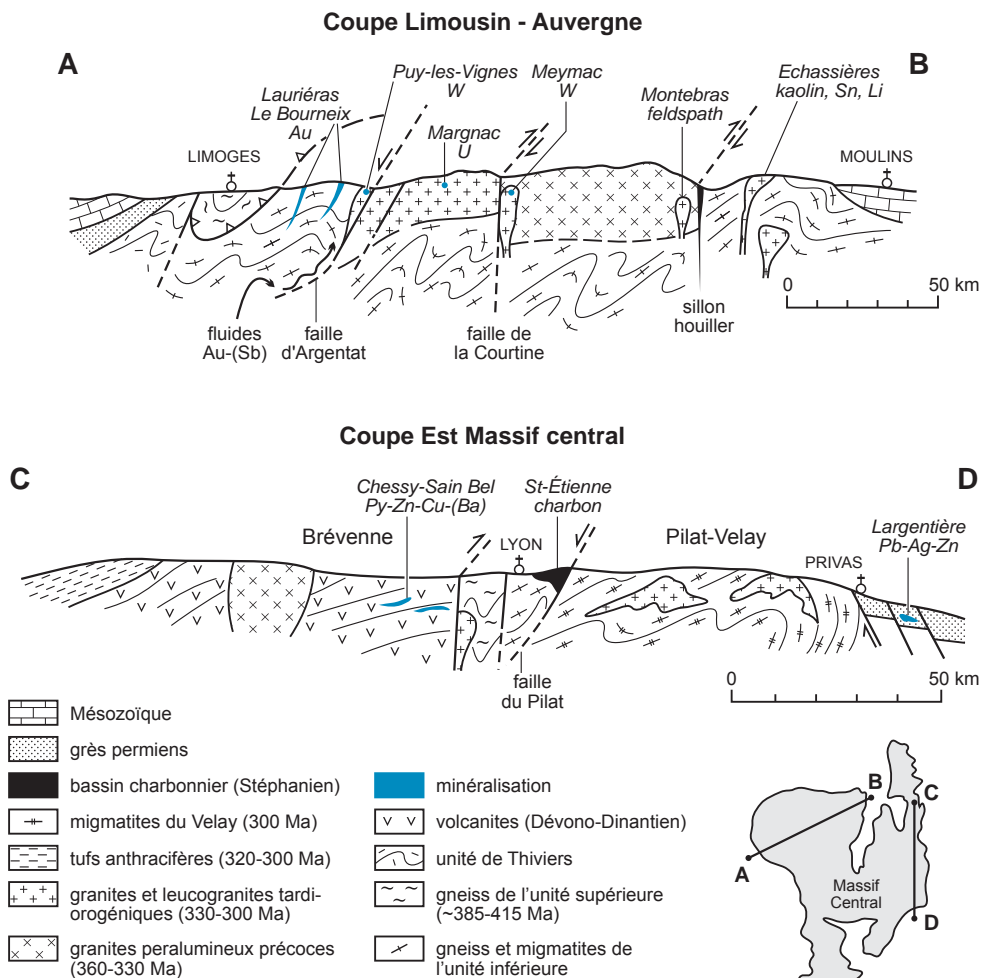 Coupe Limousin - Auvergne
A
B
Lauriéras
Le Bourneix
Au
Puy-les-Vignes
W
Margnac
U
Meymac
W
Montebras
feldspath
Echassières
kaolin, Sn, Li
LIMOGES
MOULINS
fluides
Au-(Sb)
faille
d'Argentat
faille de
la Courtine
sillon
houiller
0
50 km
Coupe Est Massif central
C
D
Chessy-Sain Bel
Py-Zn-Cu-(Ba)
St-Étienne
charbon
Largentière
Pb-Ag-Zn
Brévenne
LYON
Pilat-Velay
PRIVAS
faille
du Pilat
0
50 km
Mésozoïque
grès permiens
bassin charbonnier (Stéphanien)
migmatites du Velay (300 Ma)
tufs anthracifères (320-300 Ma)
granites et leucogranites tardi-
orogéniques (330-300 Ma)
granites peralumineux précoces
(360-330 Ma)
minéralisation
volcanites (Dévono-Dinantien)
unité de Thiviers
gneiss de l'unité supérieure
(~385-415 Ma)
gneiss et migmatites de
l'unité inférieure
B
C
A
Massif
Central
D